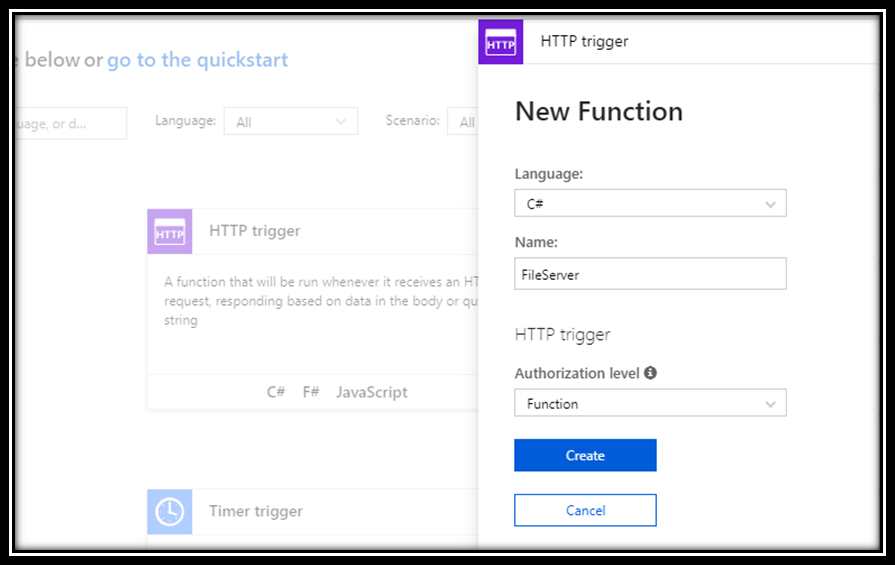 e below or go to the quickstart
uage, or d...
Language:
All
Scenario:
All
HTTP
HTTP trigger
A function that will be run whenever it receives an HT
request, responding based on data in the body or qu
string
C# F# JavaScript
Timer trigger
HTTP
HTTP trigger
New Function
Language:
C#
Name:
FileServer
HTTP trigger
Authorization level
Function
Create
Cancel